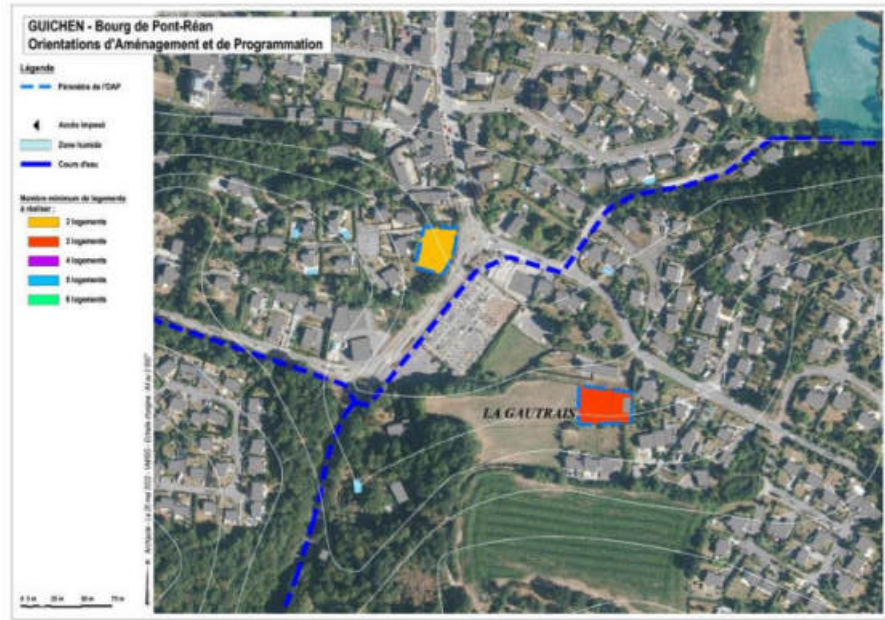 GUICHEN - Bourg de Pont-Réan
Orientations d'Aménagement et de Programmation
Légende
Périmètre de l'OAP
Accès imposé
Zone humide
Cours d'eau
Nombre minimum de logements
à réaliser :
2 logements
3 logements
4 logements
5 logements
6 logements
LA GAUTRAIS